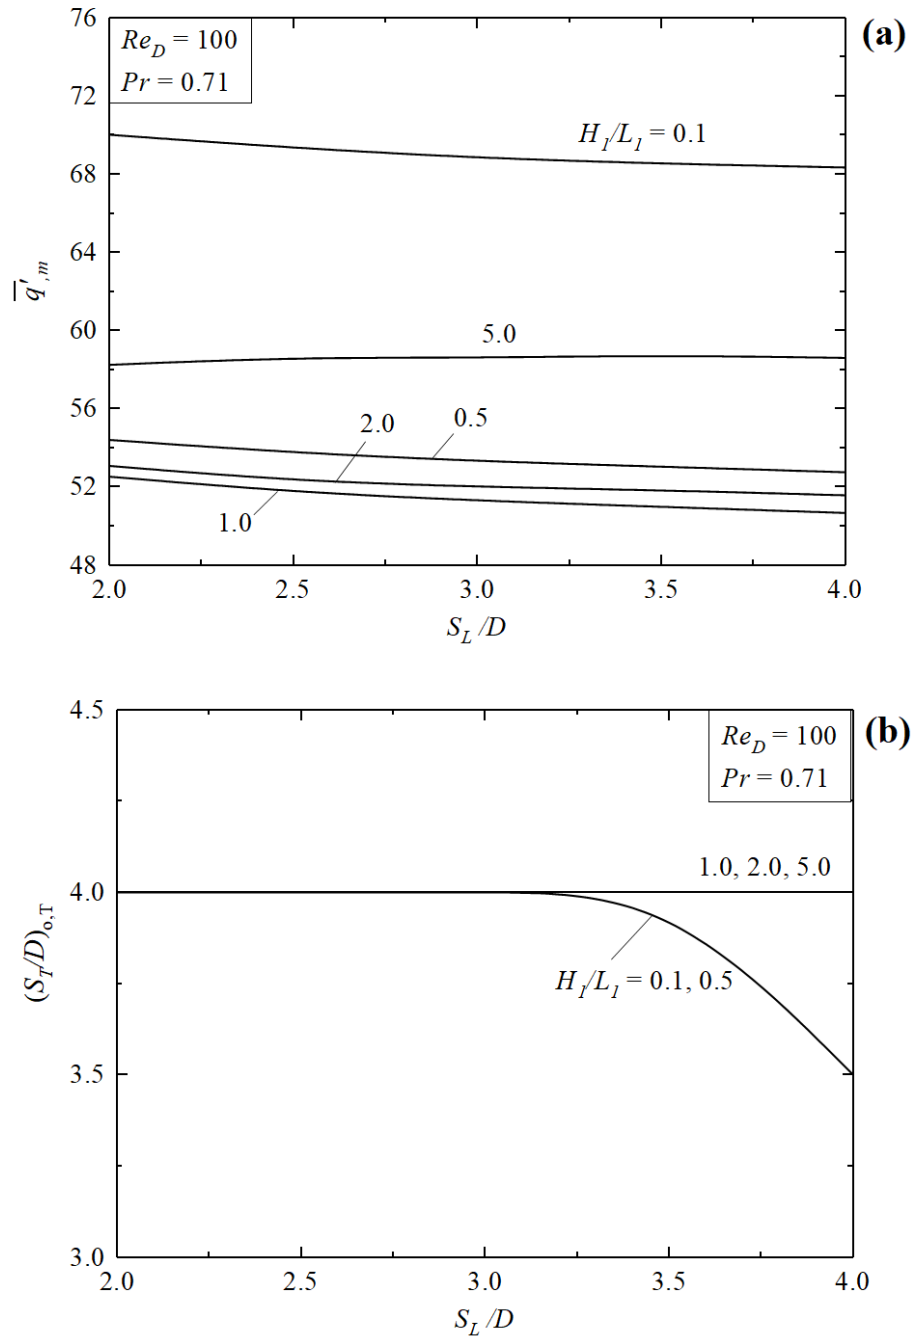 (a)
Re_D = 100
Pr = 0.71
76
72
68
64
60
56
52
48
H_1/L_1 = 0.1
5.0
0.5
2.0
1.0
q̅',m
2.0 2.5 3.0 3.5 4.0
S_L/D
(b)
Re_D = 100
Pr = 0.71
4.5
4.0
3.5
3.0
1.0, 2.0, 5.0
H_1/L_1 = 0.1, 0.5
(S_T/D)_o,T
2.0 2.5 3.0 3.5 4.0
S_L/D